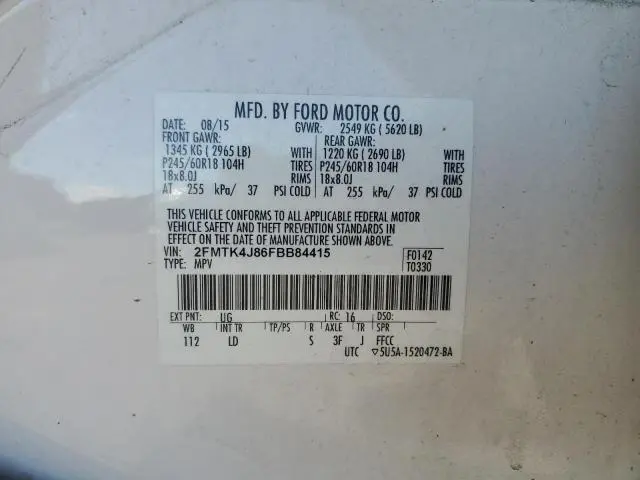 MFD. BY FORD MOTOR CO.
DATE: 08/15 GVWR: 2549 KG ( 5620 LB)
FRONT GAWR: REAR GAWR:
1345 KG ( 2965 LB) WITH 1220 KG ( 2690 LB) WITH
P245/60R18 104H TIRES P245/60R18 104H TIRES
18x8.0J RIMS 18x8.0J RIMS
AT 255 kPa/ 37 PSI COLD AT 255 kPa/ 37 PSI COLD
THIS VEHICLE CONFORMS TO ALL APPLICABLE FEDERAL MOTOR
VEHICLE SAFETY AND THEFT PREVENTION STANDARDS IN
EFFECT ON THE DATE OF MANUFACTURE SHOWN ABOVE.
VIN: 2FMTK4J86FBB84415 F0142
TYPE: MPV T0330
EXT PNT: UG RC: 16 DSO:
WB INT TR TP/PS R AXLE TR SPR
112 LD S 3F J FFCC
UTC ▽5U5A-1520472-BA